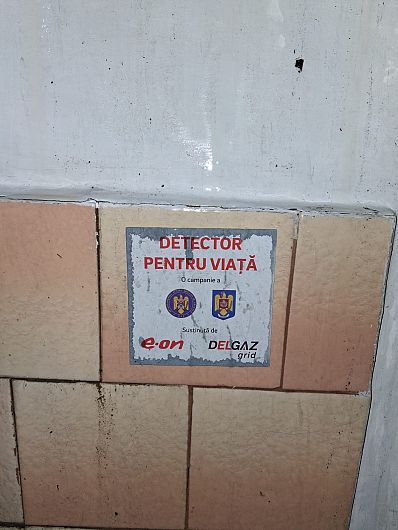 DETECTOR
PENTRU VIAȚĂ
O campanie a
Susținută de
e·on DELGAZ
grid